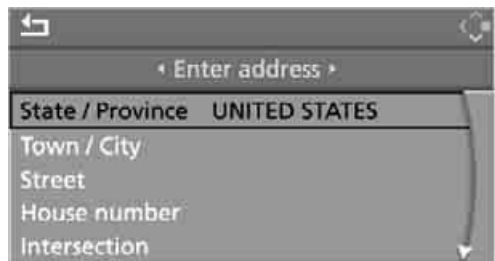 Enter address
State / Province UNITED STATES
Town / City
Street
House number
Intersection